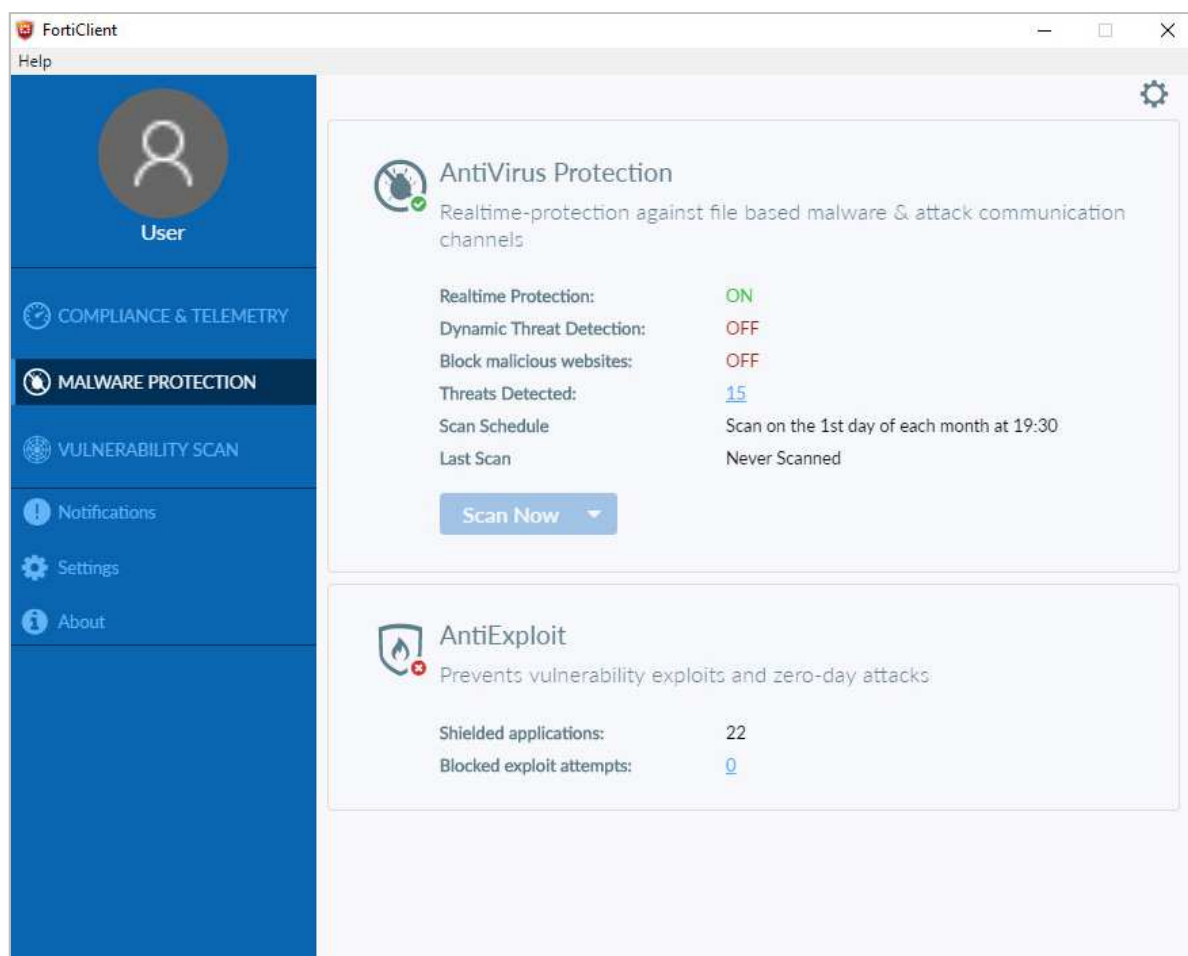 FortiClient
Help
User
COMPLIANCE & TELEMETRY
MALWARE PROTECTION
VULNERABILITY SCAN
Notifications
Settings
About
AntiVirus Protection
Realtime-protection against file based malware & attack communication
channels
Realtime Protection: ON
Dynamic Threat Detection: OFF
Block malicious websites: OFF
Threats Detected: 15
Scan Schedule Scan on the 1st day of each month at 19:30
Last Scan Never Scanned
Scan Now
AntiExploit
Prevents vulnerability exploits and zero-day attacks
Shielded applications: 22
Blocked exploit attempts: 0